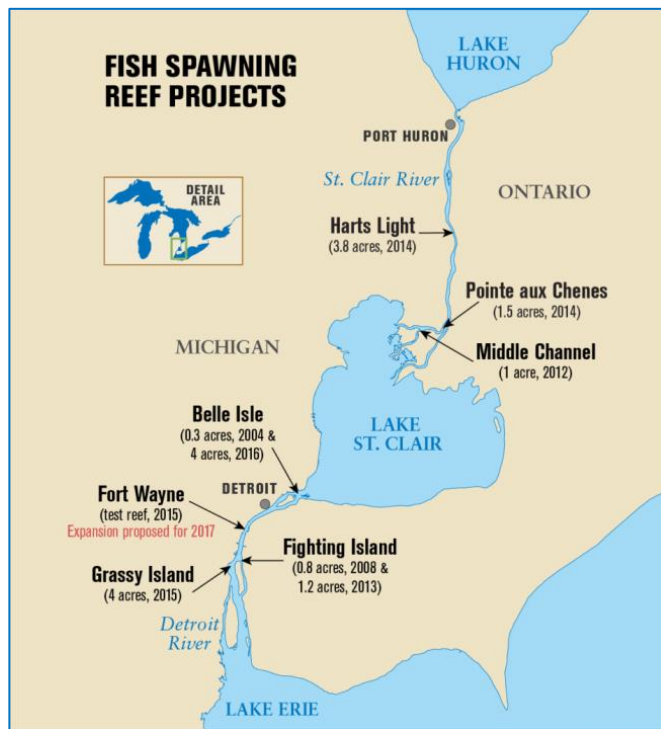 LAKE
HURON
FISH SPAWNING
REEF PROJECTS
PORT HURON
DETAIL
AREA
St. Clair River
ONTARIO
Harts Light
(3.8 acres, 2014)
Pointe aux Chenes
(1.5 acres, 2014)
MICHIGAN
Middle Channel
(1 acre, 2012)
Belle Isle
(0.3 acres, 2004 &
4 acres, 2016)
LAKE
ST. CLAIR
DETROIT
Fort Wayne
(test reef, 2015)
Expansion proposed for 2017
Fighting Island
(0.8 acres, 2008 &
1.2 acres, 2013)
Grassy Island
(4 acres, 2015)
Detroit
River
LAKE ERIE